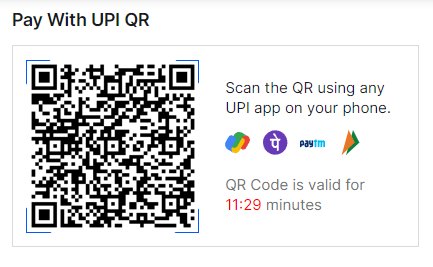 Pay With UPI QR
Scan the QR using any
UPI app on your phone.
पे paytm
QR Code is valid for
11:29 minutes